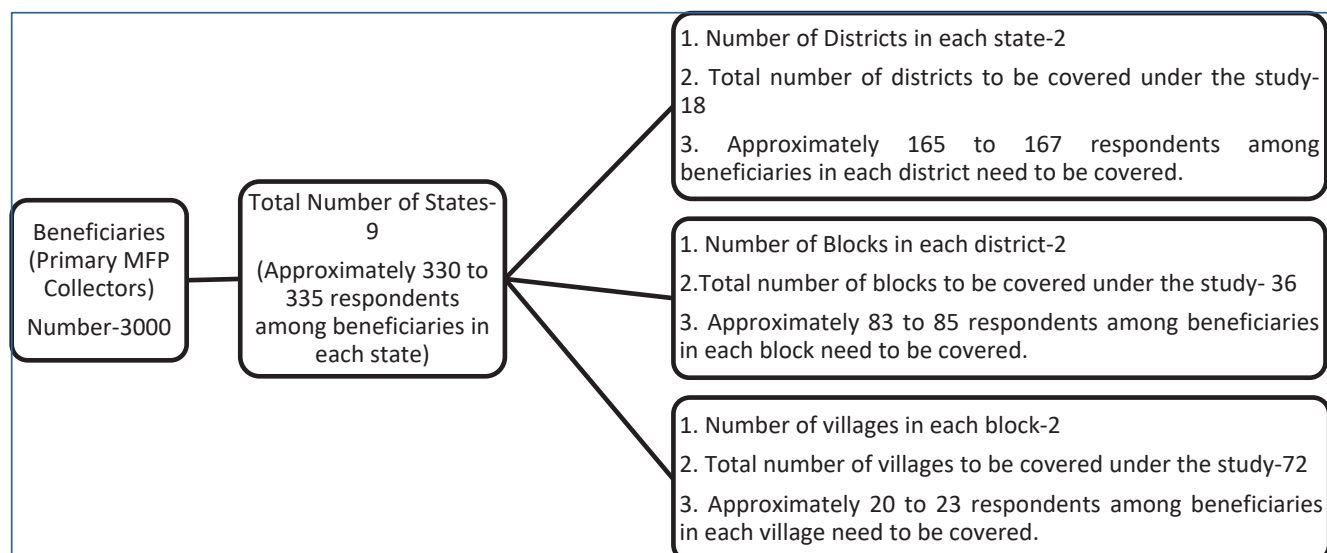 Beneficiaries
(Primary MFP
Collectors)
Number-3000
Total Number of States-
9
(Approximately 330 to
335 respondents
among beneficiaries in
each state)
1. Number of Districts in each state-2
2. Total number of districts to be covered under the study-
18
3. Approximately 165 to 167 respondents among
beneficiaries in each district need to be covered.
1. Number of Blocks in each district-2
2.Total number of blocks to be covered under the study- 36
3. Approximately 83 to 85 respondents among beneficiaries
in each block need to be covered.
1. Number of villages in each block-2
2. Total number of villages to be covered under the study-72
3. Approximately 20 to 23 respondents among beneficiaries
in each village need to be covered.